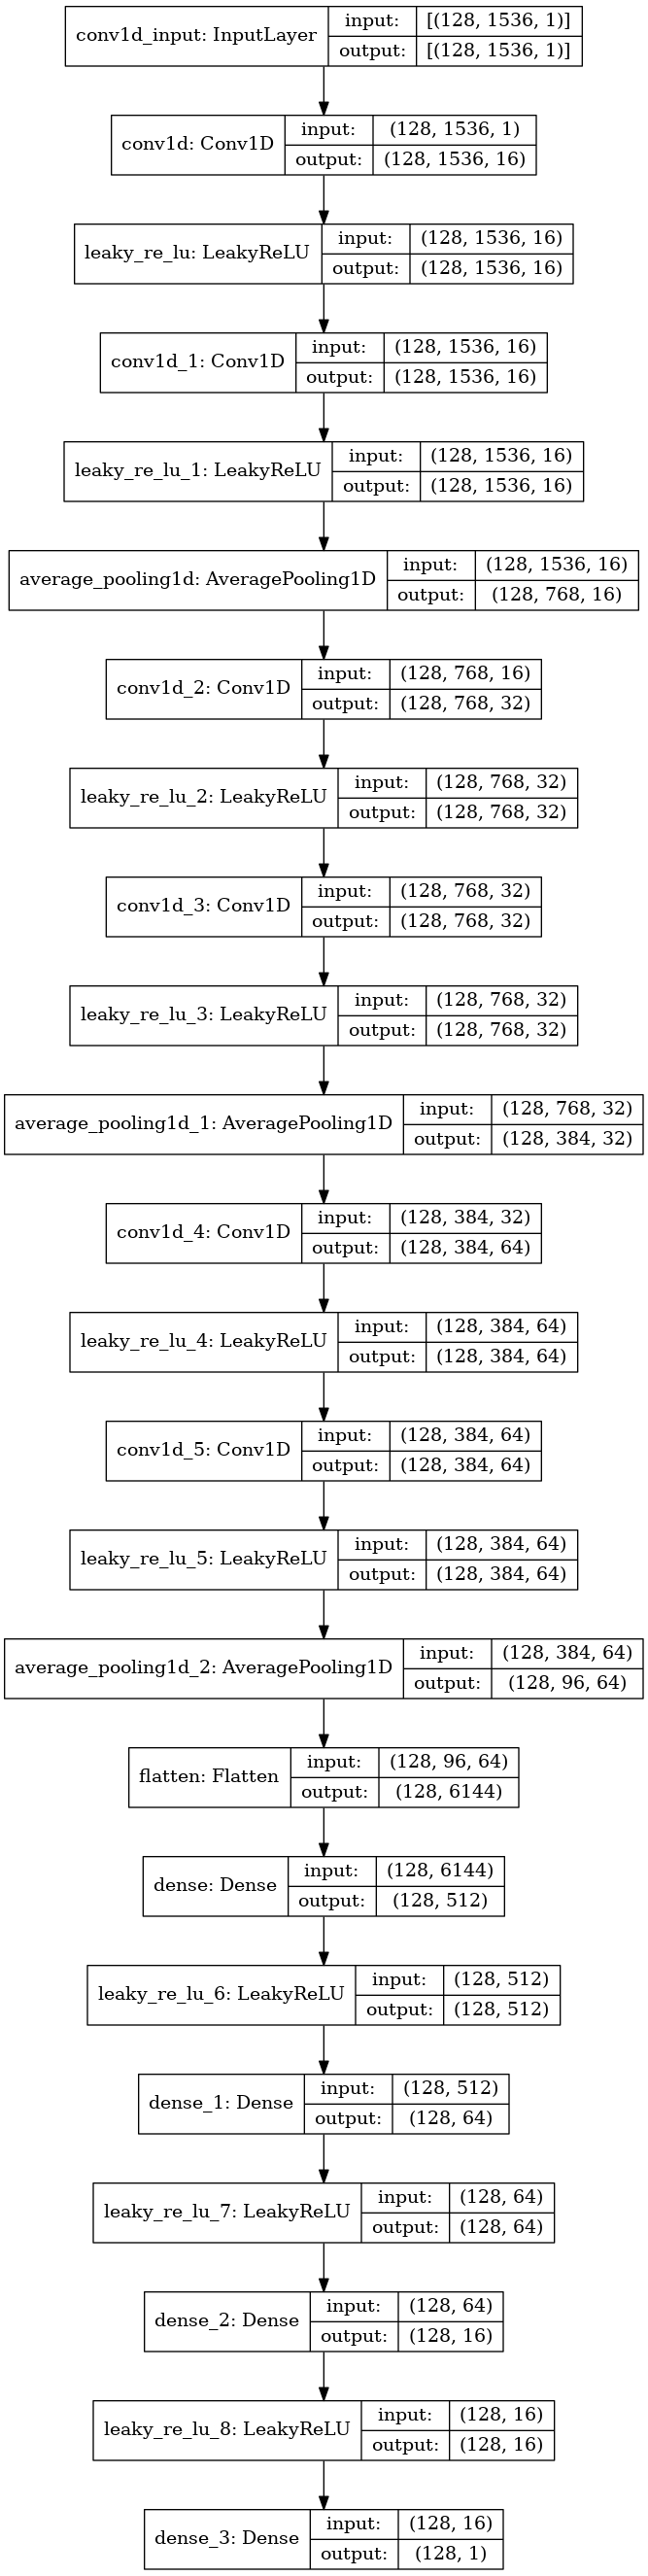 conv1d_input: InputLayer
input: [(128, 1536, 1)]
output: [(128, 1536, 1)]
conv1d: Conv1D
input: (128, 1536, 1)
output: (128, 1536, 16)
leaky_re_lu: LeakyReLU
input: (128, 1536, 16)
output: (128, 1536, 16)
conv1d_1: Conv1D
input: (128, 1536, 16)
output: (128, 1536, 16)
leaky_re_lu_1: LeakyReLU
input: (128, 1536, 16)
output: (128, 1536, 16)
average_pooling1d: AveragePooling1D
input: (128, 1536, 16)
output: (128, 768, 16)
conv1d_2: Conv1D
input: (128, 768, 16)
output: (128, 768, 32)
leaky_re_lu_2: LeakyReLU
input: (128, 768, 32)
output: (128, 768, 32)
conv1d_3: Conv1D
input: (128, 768, 32)
output: (128, 768, 32)
leaky_re_lu_3: LeakyReLU
input: (128, 768, 32)
output: (128, 768, 32)
average_pooling1d_1: AveragePooling1D
input: (128, 768, 32)
output: (128, 384, 32)
conv1d_4: Conv1D
input: (128, 384, 32)
output: (128, 384, 64)
leaky_re_lu_4: LeakyReLU
input: (128, 384, 64)
output: (128, 384, 64)
conv1d_5: Conv1D
input: (128, 384, 64)
output: (128, 384, 64)
leaky_re_lu_5: LeakyReLU
input: (128, 384, 64)
output: (128, 384, 64)
average_pooling1d_2: AveragePooling1D
input: (128, 384, 64)
output: (128, 96, 64)
flatten: Flatten
input: (128, 96, 64)
output: (128, 6144)
dense: Dense
input: (128, 6144)
output: (128, 512)
leaky_re_lu_6: LeakyReLU
input: (128, 512)
output: (128, 512)
dense_1: Dense
input: (128, 512)
output: (128, 64)
leaky_re_lu_7: LeakyReLU
input: (128, 64)
output: (128, 64)
dense_2: Dense
input: (128, 64)
output: (128, 16)
leaky_re_lu_8: LeakyReLU
input: (128, 16)
output: (128, 16)
dense_3: Dense
input: (128, 16)
output: (128, 1)